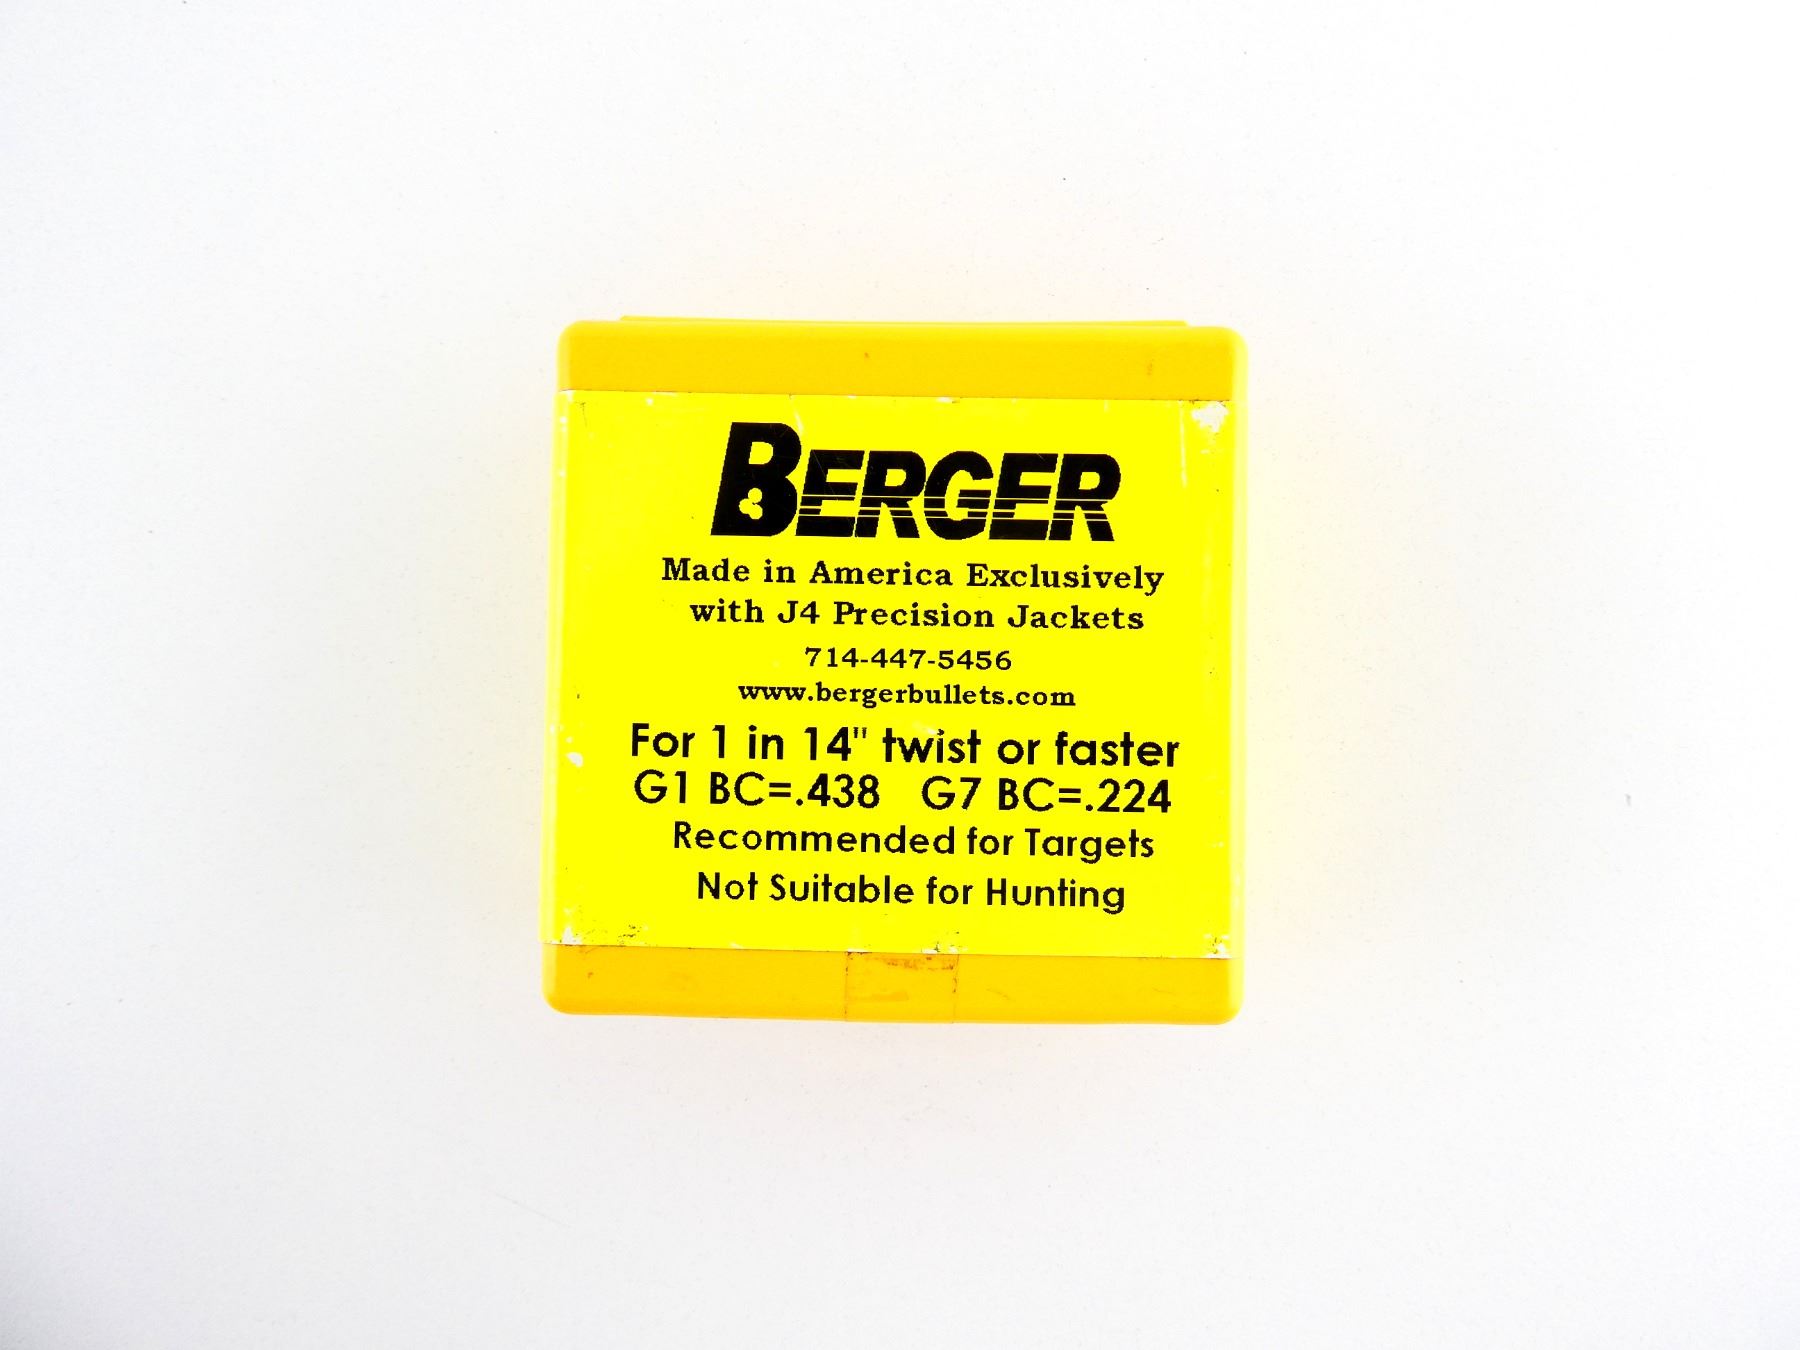 BERGER
Made in America Exclusively
with J4 Precision Jackets
714-447-5456
www.bergerbullets.com
For 1 in 14" twist or faster
G1 BC=.438 G7 BC=.224
Recommended for Targets
Not Suitable for Hunting